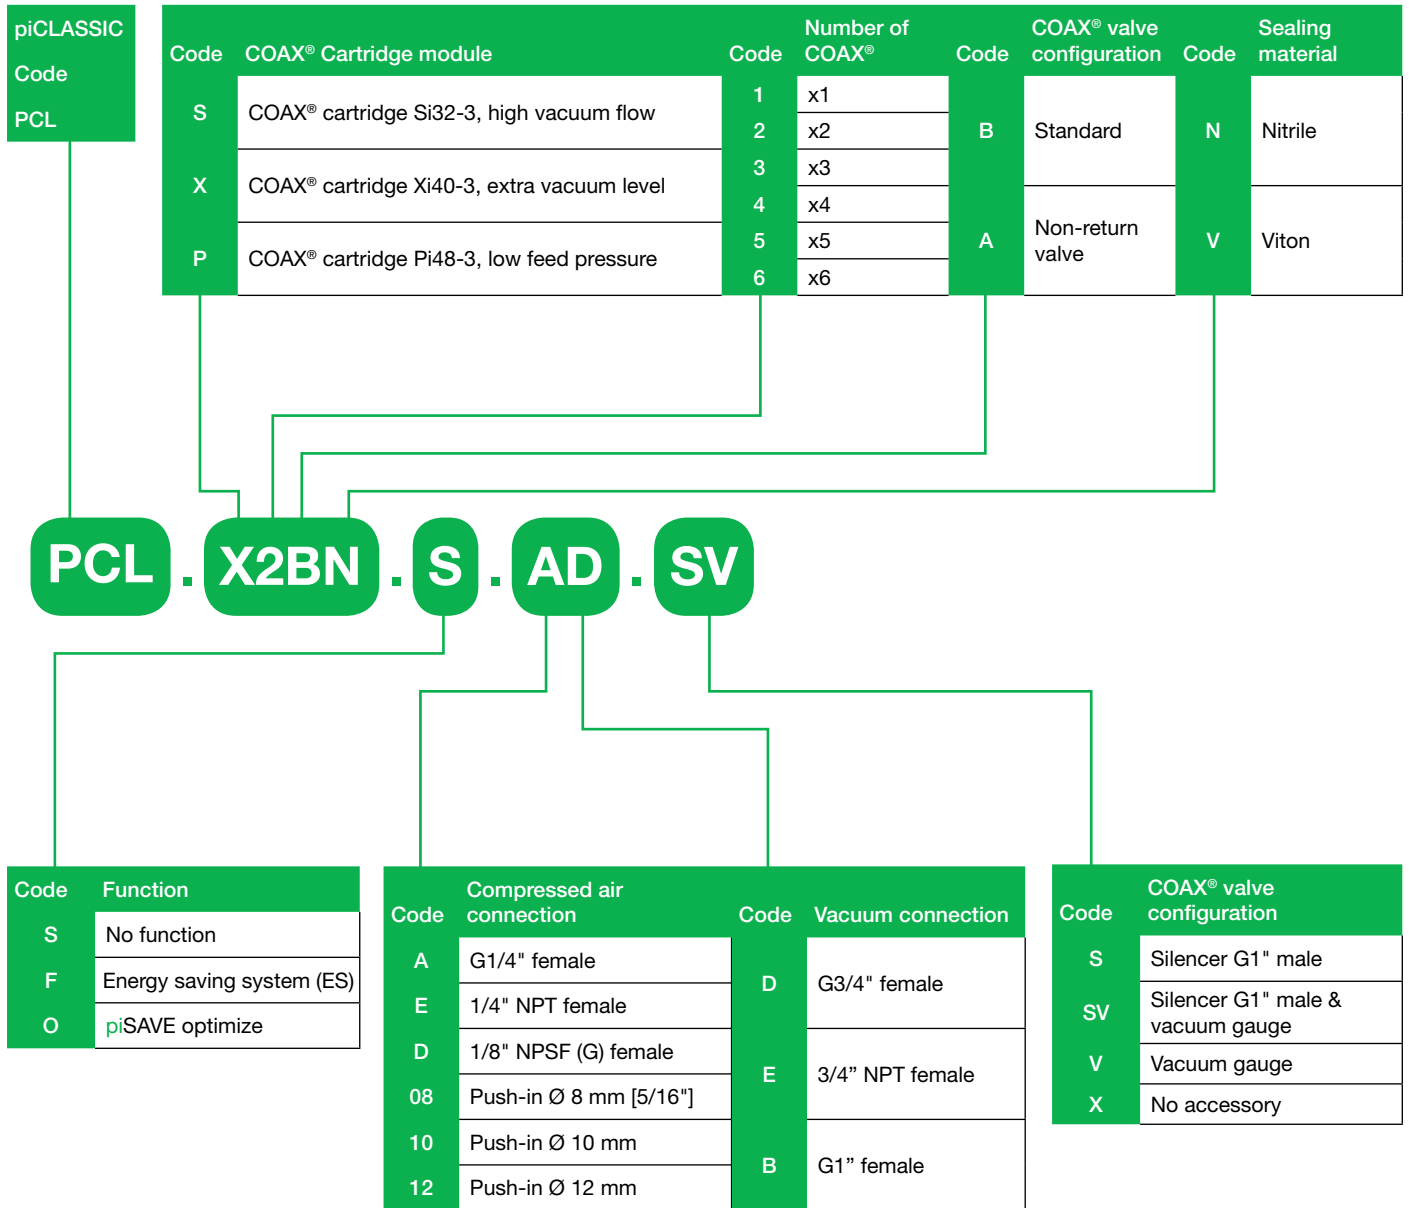 piCLASSIC
Code
PCL
Code COAX® Cartridge module Code Number of COAX® Code COAX® valve configuration Code Sealing material
S COAX® cartridge Si32-3, high vacuum flow
X COAX® cartridge Xi40-3, extra vacuum level
P COAX® cartridge Pi48-3, low feed pressure
1 x1
2 x2
3 x3
4 x4
5 x5
6 x6
B Standard
A Non-return
valve
N Nitrile
V Viton
PCL . X2BN . S . AD . SV
Code Function
S No function
F Energy saving system (ES)
O piSAVE optimize
Code Compressed air connection Code Vacuum connection
A G1/4" female
E 1/4" NPT female
D 1/8" NPSF (G) female
08 Push-in Ø 8 mm [5/16"]
10 Push-in Ø 10 mm
12 Push-in Ø 12 mm
D G3/4" female
E 3/4” NPT female
B G1” female
Code COAX® valve configuration
S Silencer G1" male
SV Silencer G1" male &
vacuum gauge
V Vacuum gauge
X No accessory